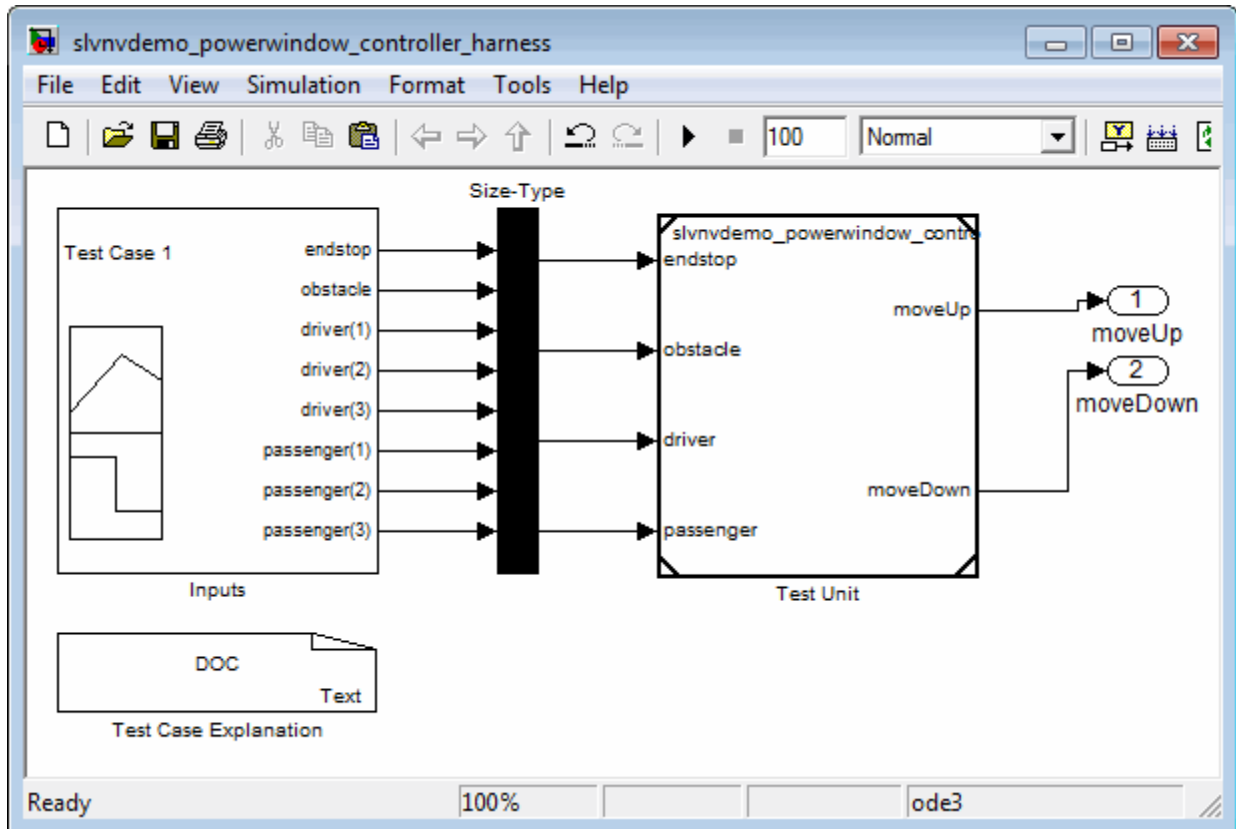 slvnvdemo_powerwindow_controller_harness
File Edit View Simulation Format Tools Help
100 Normal
Size-Type
Test Case 1
endstop
obstacle
driver(1)
driver(2)
driver(3)
passenger(1)
passenger(2)
passenger(3)
Inputs
slvnvdemo_powerwindow_contro
endstop
obstacle
driver
passenger
moveUp
moveDown
Test Unit
1
moveUp
2
moveDown
DOC
Text
Test Case Explanation
Ready 100% ode3